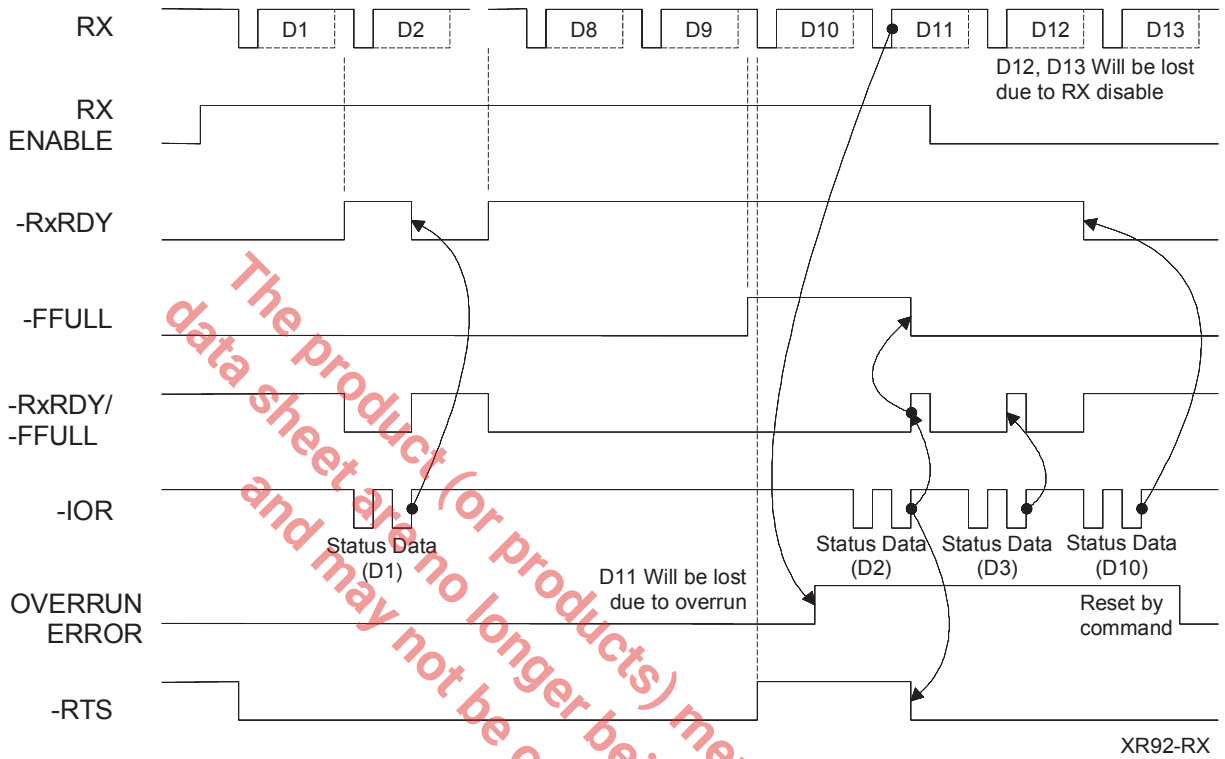 RX
D1
D2
D8
D9
D10
D11
D12
D13
D12, D13 Will be lost
due to RX disable
RX
ENABLE
-RxRDY
-FFULL
-RxRDY/
-FFULL
-IOR
Status Data
(D1)
Status Data
(D2)
Status Data
(D3)
Status Data
(D10)
D11 Will be lost
due to overrun
OVERRUN
ERROR
Reset by
command
-RTS
XR92-RX
The product (or products)
data sheet are no longer
and may not be